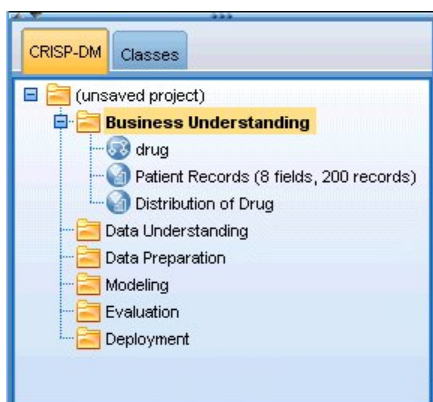 CRISP-DM Classes
(unsaved project)
Business Understanding
drug
Patient Records (8 fields, 200 records)
Distribution of Drug
Data Understanding
Data Preparation
Modeling
Evaluation
Deployment